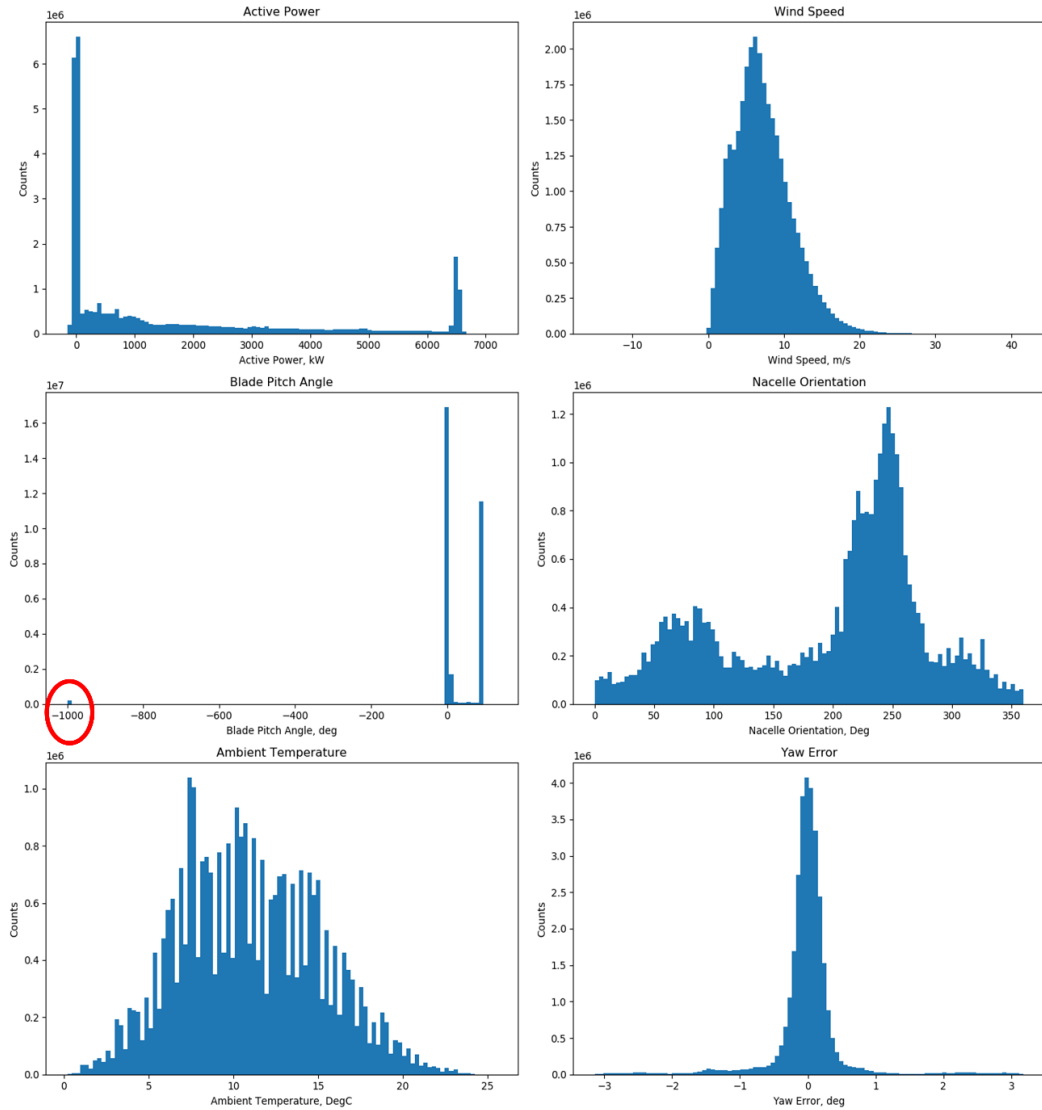 Active Power
1e6
6
5
4
3
2
1
0
Counts
0 1000 2000 3000 4000 5000 6000 7000
Active Power, kW
Wind Speed
1e6
2.00
1.75
1.50
1.25
1.00
0.75
0.50
0.25
0.00
Counts
−10 0 10 20 30 40
Wind Speed, m/s
Blade Pitch Angle
1e7
1.6
1.4
1.2
1.0
0.8
0.6
0.4
0.2
0.0
Counts
−1000 −800 −600 −400 −200 0
Blade Pitch Angle, deg
Nacelle Orientation
1e6
1.2
1.0
0.8
0.6
0.4
0.2
0.0
Counts
0 50 100 150 200 250 300 350
Nacelle Orientation, Deg
Ambient Temperature
1e6
1.0
0.8
0.6
0.4
0.2
0.0
Counts
0 5 10 15 20 25
Ambient Temperature, DegC
Yaw Error
1e6
4.0
3.5
3.0
2.5
2.0
1.5
1.0
0.5
0.0
Counts
−3 −2 −1 0 1 2 3
Yaw Error, deg